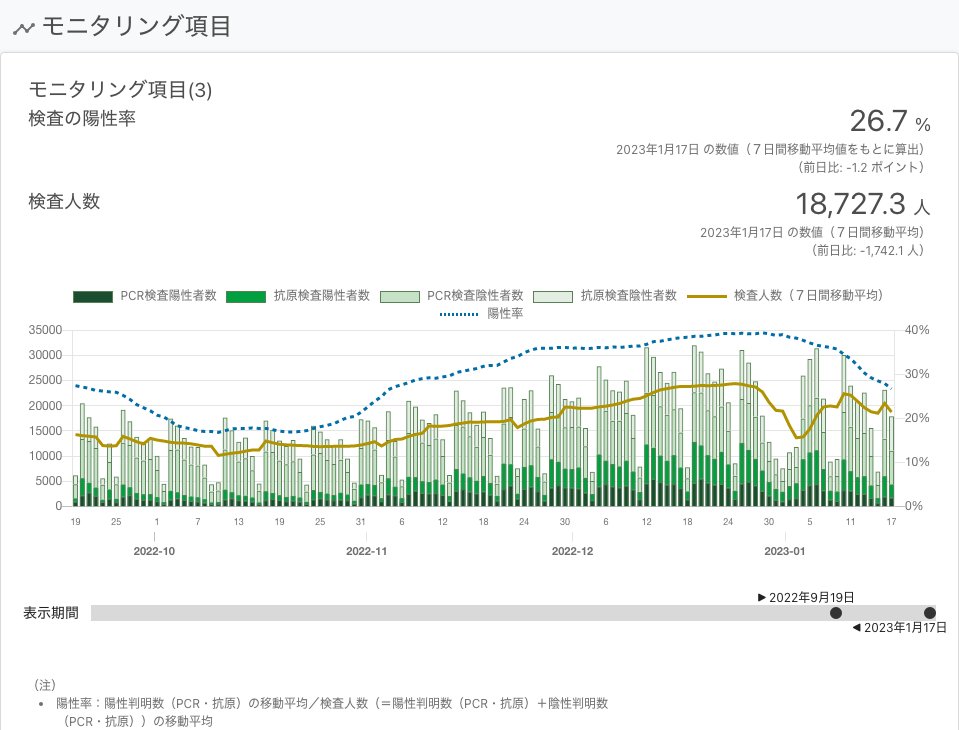 モニタリング項目
モニタリング項目(3)
検査の陽性率
26.7 %
2023年1月17日 の数値（７日間移動平均値をもとに算出）
（前日比: -1.2 ポイント）
検査人数
18,727.3 人
2023年1月17日 の数値（７日間移動平均）
（前日比: -1,742.1 人）
PCR検査陽性者数 抗原検査陽性者数 PCR検査陰性者数 抗原検査陰性者数 検査人数（７日間移動平均）
陽性率
35000 40%
30000
25000 30%
20000
15000 20%
10000 10%
5000
0 0%
19 25 1 7 13 19 25 31 6 12 18 24 30 6 12 18 24 30 5 11 17
2022-10 2022-11 2022-12 2023-01
▶ 2022年9月19日
表示期間
◀ 2023年1月17日
（注）
• 陽性率：陽性判明数（PCR・抗原）の移動平均／検査人数（＝陽性判明数（PCR・抗原）＋陰性判明数
（PCR・抗原））の移動平均